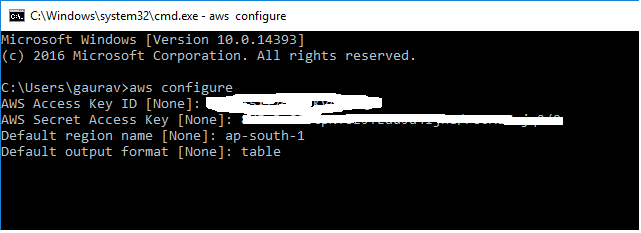 C:\Windows\system32\cmd.exe - aws  configure
Microsoft Windows [Version 10.0.14393]
(c) 2016 Microsoft Corporation. All rights reserved.
C:\Users\gaurav>aws configure
AWS Access Key ID [None]:
AWS Secret Access Key [None]:
Default region name [None]: ap-south-1
Default output format [None]: table